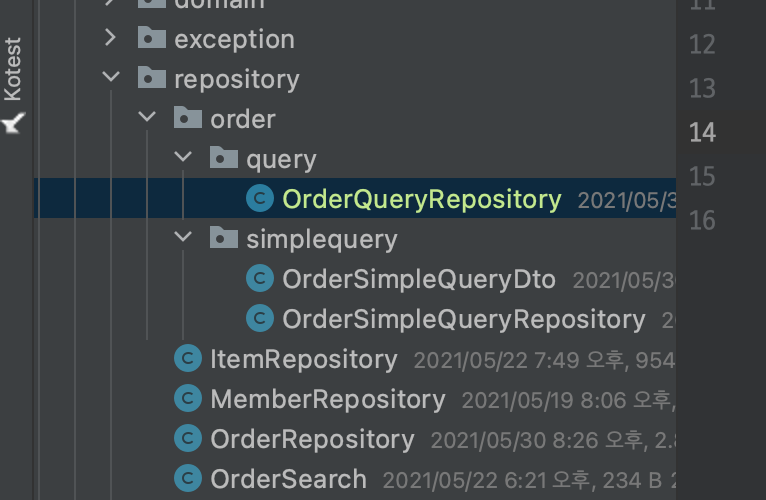 domain
11
exception
12
Kotest
repository
13
order
14
query
15
OrderQueryRepository 2021/05/3
16
simplequery
OrderSimpleQueryDto 2021/05/30
OrderSimpleQueryRepository 2
ItemRepository 2021/05/22 7:49 오후, 954
MemberRepository 2021/05/19 8:06 오후,
OrderRepository 2021/05/30 8:26 오후, 2.8
OrderSearch 2021/05/22 6:21 오후, 234 B 2